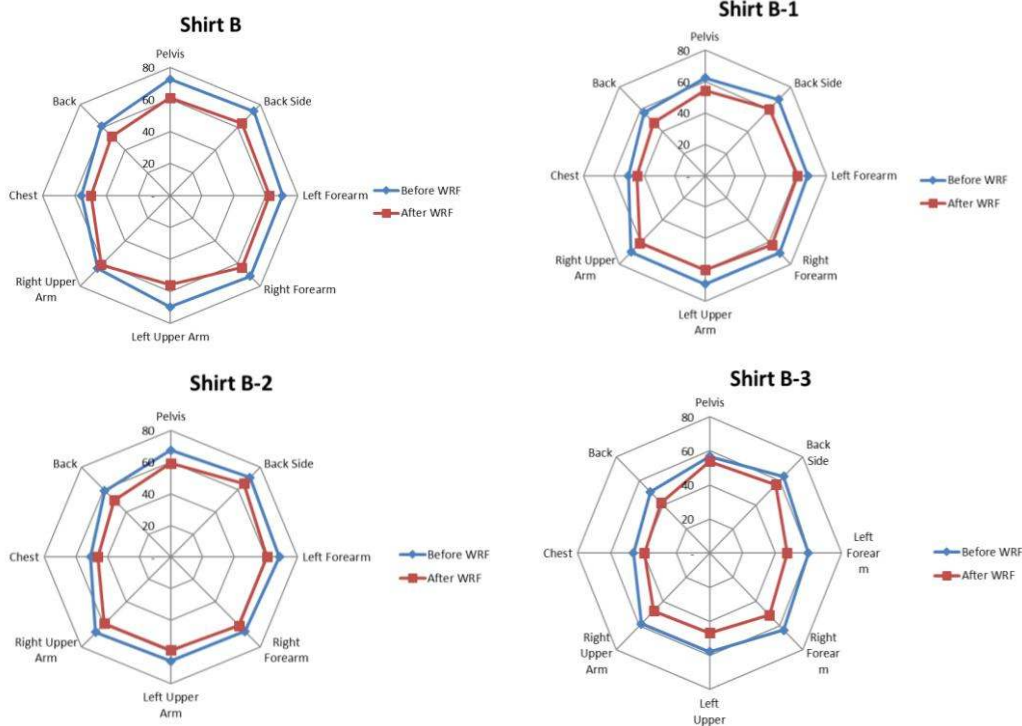 Shirt B
Pelvis
80
Back
Back Side
60
40
20
-
Chest
Left Forearm
Before WRF
After WRF
Right Upper
Arm
Right Forearm
Left Upper Arm
Shirt B-1
80
Back
Back Side
60
40
20
-
Chest
Left Forearm
Before WRF
After WRF
Right Upper
Arm
Right
Forearm
Left Upper
Arm
Shirt B-2
Pelvis
80
Back
Back Side
60
40
20
-
Chest
Left Forearm
Before WRF
After WRF
Right Upper
Arm
Right
Forearm
Left Upper
Arm
Shirt B-3
Pelvis
80
Back
Back
Side
60
40
20
-
Chest
Left
Forear
m
Before WRF
After WRF
Right
Upper
Arm
Right
Forear
m
Left
Upper